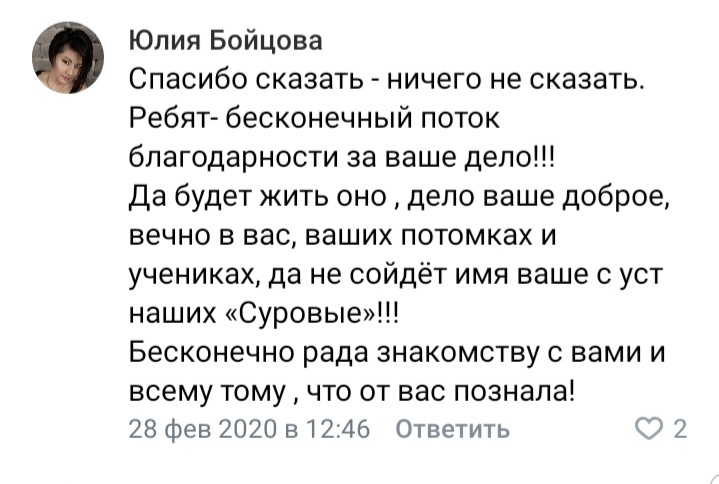 Юлия Бойцова
Спасибо сказать - ничего не сказать.
Ребят- бесконечный поток
благодарности за ваше дело!!!
Да будет жить оно , дело ваше доброе,
вечно в вас, ваших потомках и
учениках, да не сойдёт имя ваше с уст
наших «Суровые»!!!
Бесконечно рада знакомству с вами и
всему тому , что от вас познала!
28 фев 2020 в 12:46 Ответить 2